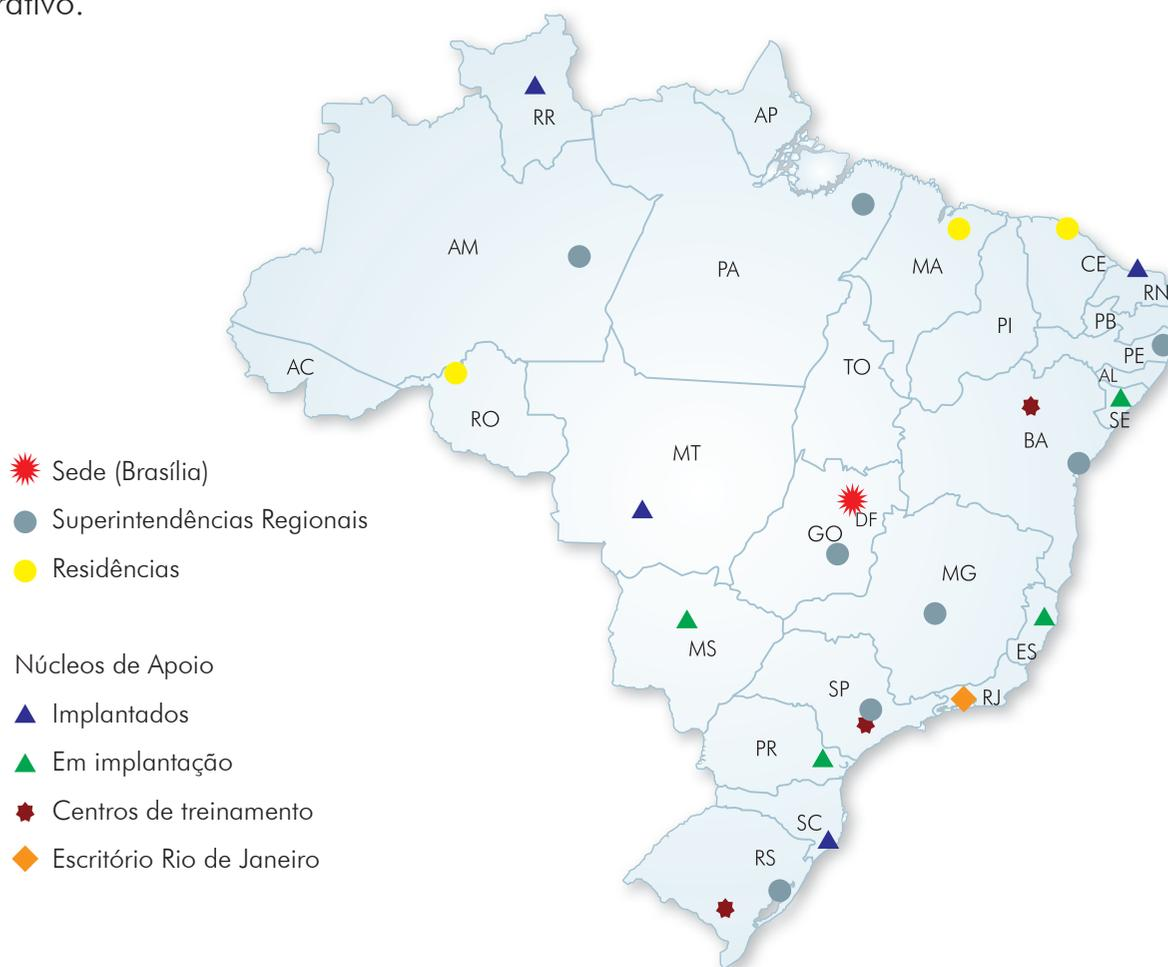 rativo.
RR
AP
AM
PA
MA
CE
RN
PI
PB
PE
AC
TO
AL
RO
SE
BA
MT
Sede (Brasília)
DF
Superintendências Regionais
GO
Residências
MG
MS
ES
Núcleos de Apoio
SP
RJ
Implantados
PR
Em implantação
Centros de treinamento
SC
Escritório Rio de Janeiro
RS